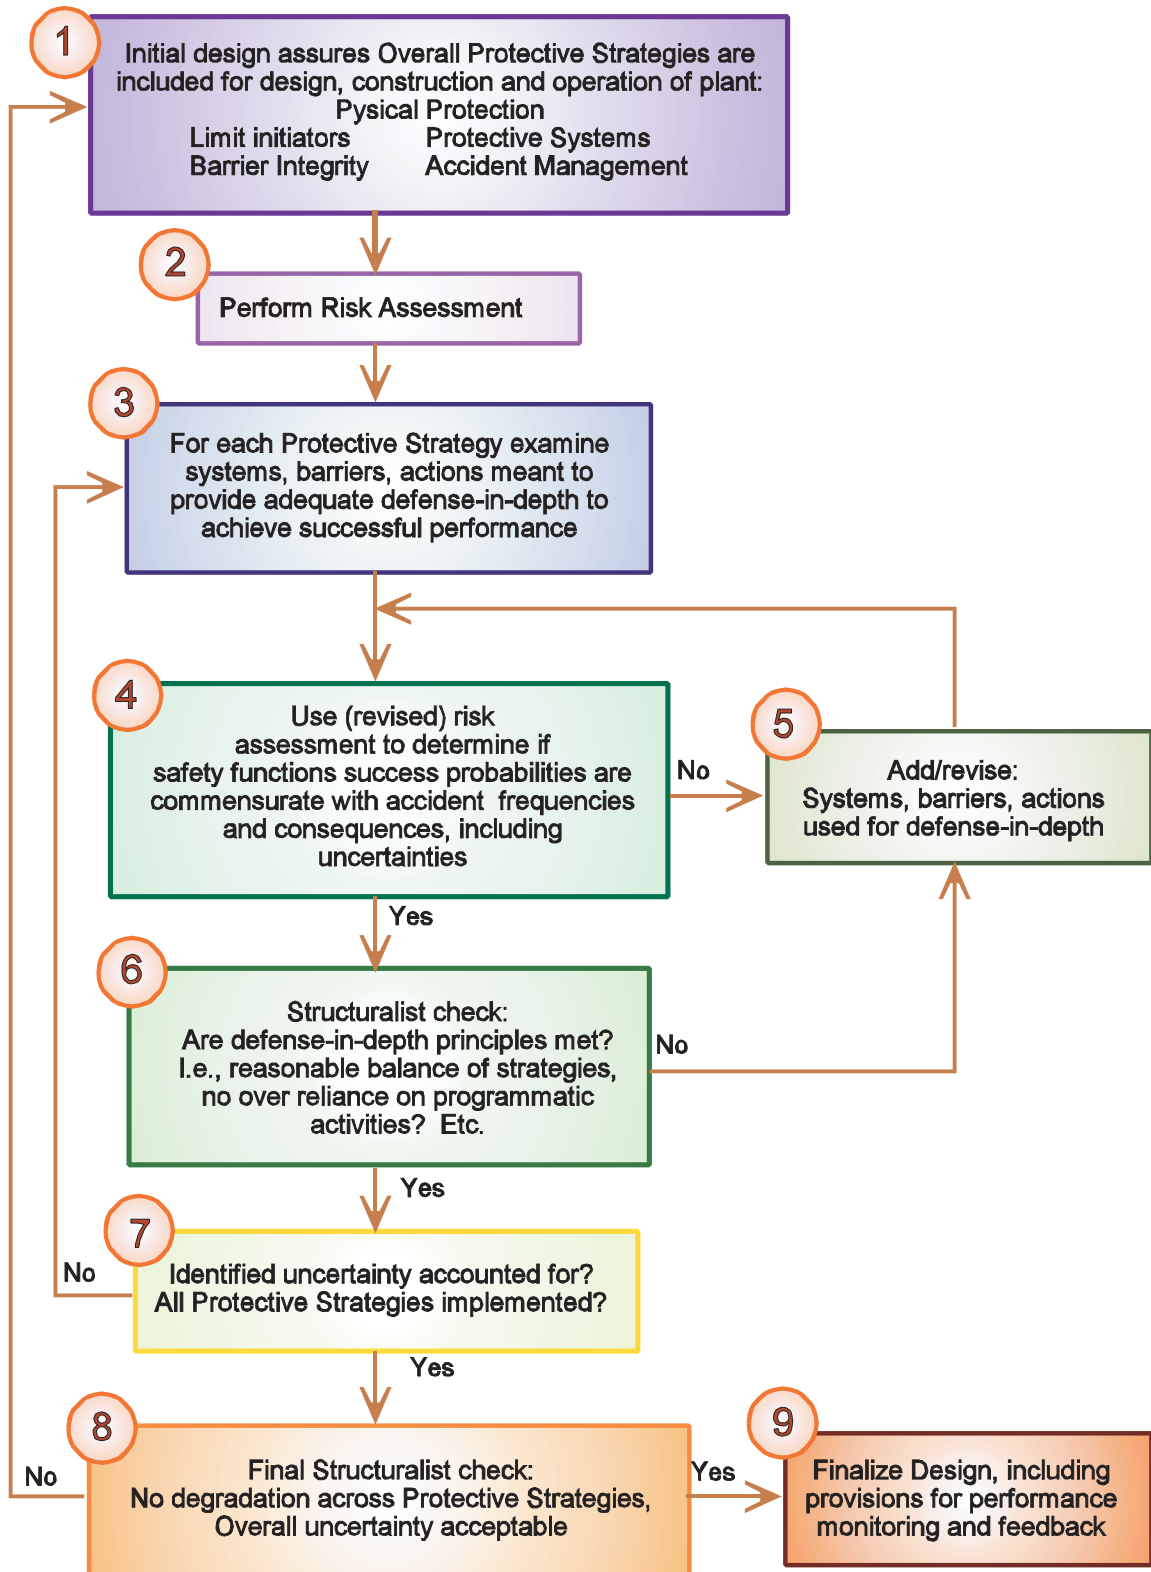 1
Initial design assures Overall Protective Strategies are
included for design, construction and operation of plant:
Pysical Protection
Limit initiators Protective Systems
Barrier Integrity Accident Management
2
Perform Risk Assessment
3
For each Protective Strategy examine
systems, barriers, actions meant to
provide adequate defense-in-depth to
achieve successful performance
4
Use (revised) risk
assessment to determine if
safety functions success probabilities are
commensurate with accident frequencies
and consequences, including
uncertainties
No
5
Add/revise:
Systems, barriers, actions
used for defense-in-depth
Yes
6
Structuralist check:
Are defense-in-depth principles met?
I.e., reasonable balance of strategies,
no over reliance on programmatic
activities? Etc.
No
Yes
7
Identified uncertainty accounted for?
All Protective Strategies implemented?
No
Yes
8
Final Structuralist check:
No degradation across Protective Strategies,
Overall uncertainty acceptable
No
Yes
9
Finalize Design, including
provisions for performance
monitoring and feedback